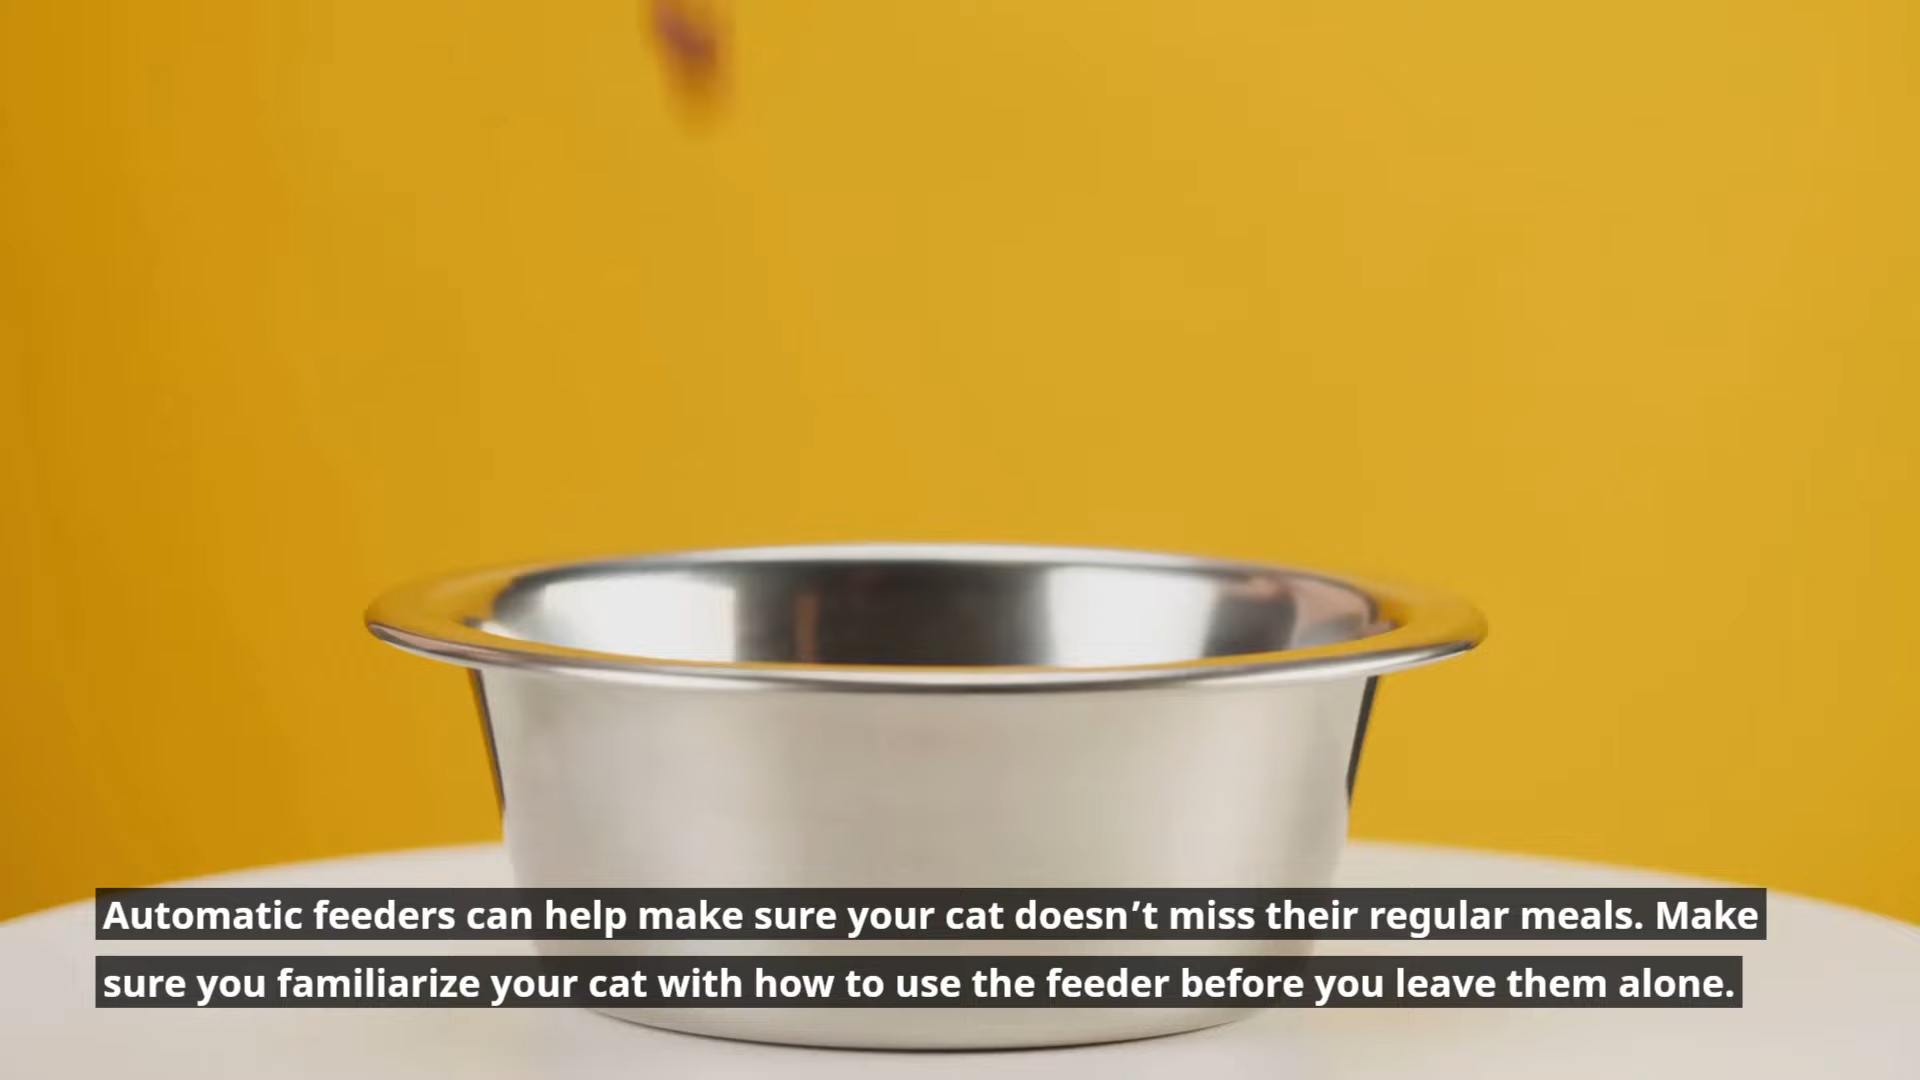 Automatic feeders can help make sure your cat doesn’t miss their regular meals. Make
sure you familiarize your cat with how to use the feeder before you leave them alone.